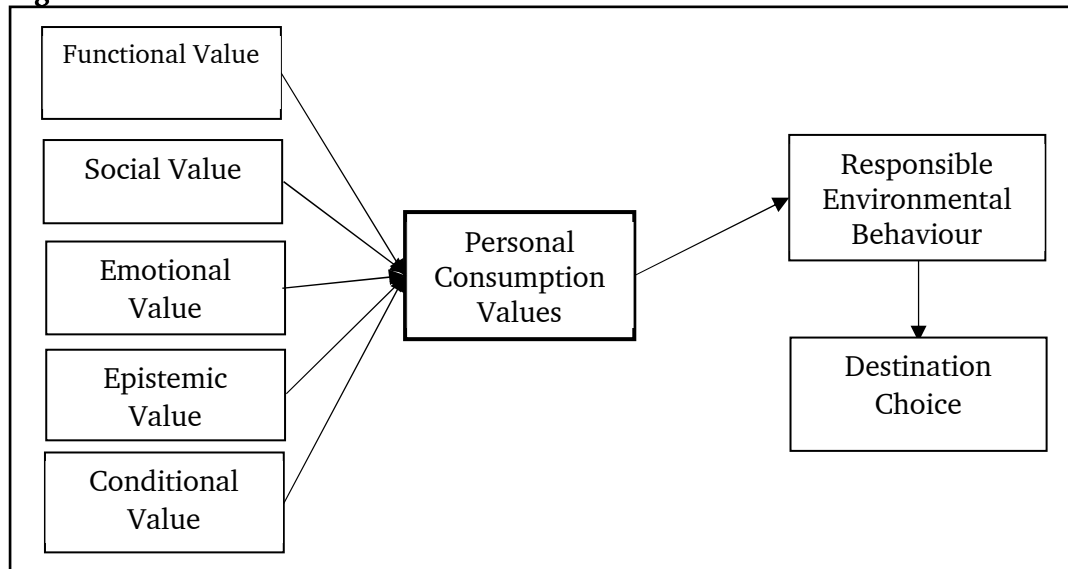 Functional Value
Social Value
Emotional
Value
Epistemic
Value
Conditional
Value
Personal
Consumption
Values
Responsible
Environmental
Behaviour
Destination
Choice